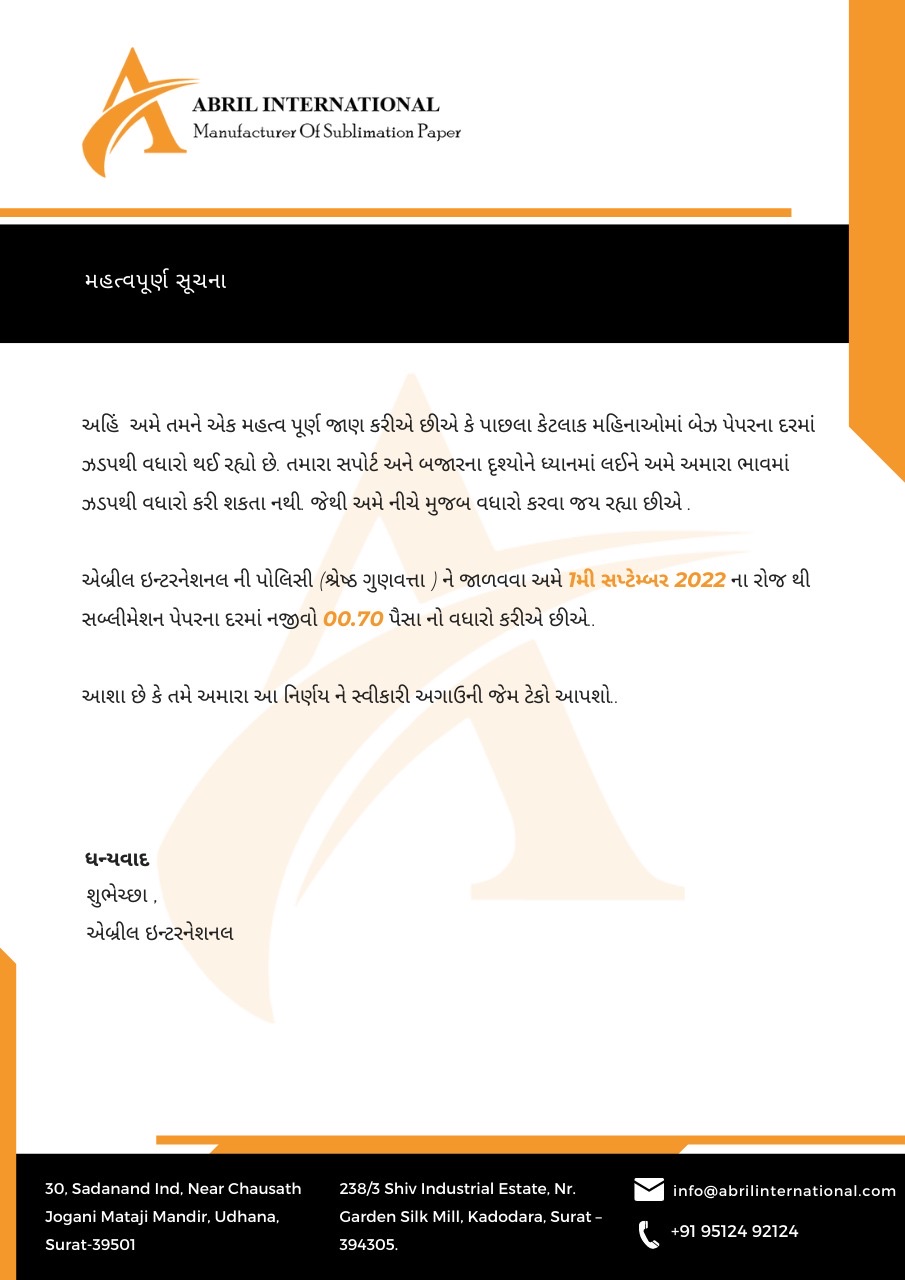 ABRIL INTERNATIONAL
Manufacturer Of Sublimation Paper
મહત્વપૂર્ણ સૂચના
અહિં  અમે તમને એક મહત્વ પૂર્ણ જાણ કરીએ છીએ કે પાછલા કેટલાક મહિનાઓમાં બેઝ પેપરના દરમાં
ઝડપથી વધારો થઈ રહ્યો છે. તમારા સપોર્ટ અને બજારના દૃશ્યોને ધ્યાનમાં લઈને અમે અમારા ભાવમાં
ઝડપથી વધારો કરી શકતા નથી. જેથી અમે નીચે મુજબ વધારો કરવા જય રહ્યા છીએ .
એબ્રીલ ઇન્ટરનેશનલ ની પોલિસી (શ્રેષ્ઠ ગુણવત્તા ) ને જાળવવા અમે 1મી સપ્ટેમ્બર 2022 ના રોજ થી
સબ્લીમેશન પેપરના દરમાં નજીવો 00.70 પૈસા નો વધારો કરીએ છીએ..
આશા છે કે તમે અમારા આ નિર્ણય ને સ્વીકારી અગાઉની જેમ ટેકો આપશો..
ધન્યવાદ
શુભેચ્છા ,
એબ્રીલ ઇન્ટરનેશનલ
30, Sadanand Ind, Near Chausath
Jogani Mataji Mandir, Udhana,
Surat-39501
238/3 Shiv Industrial Estate, Nr.
Garden Silk Mill, Kadodara, Surat –
394305.
info@abrilinternational.com
+91 95124 92124